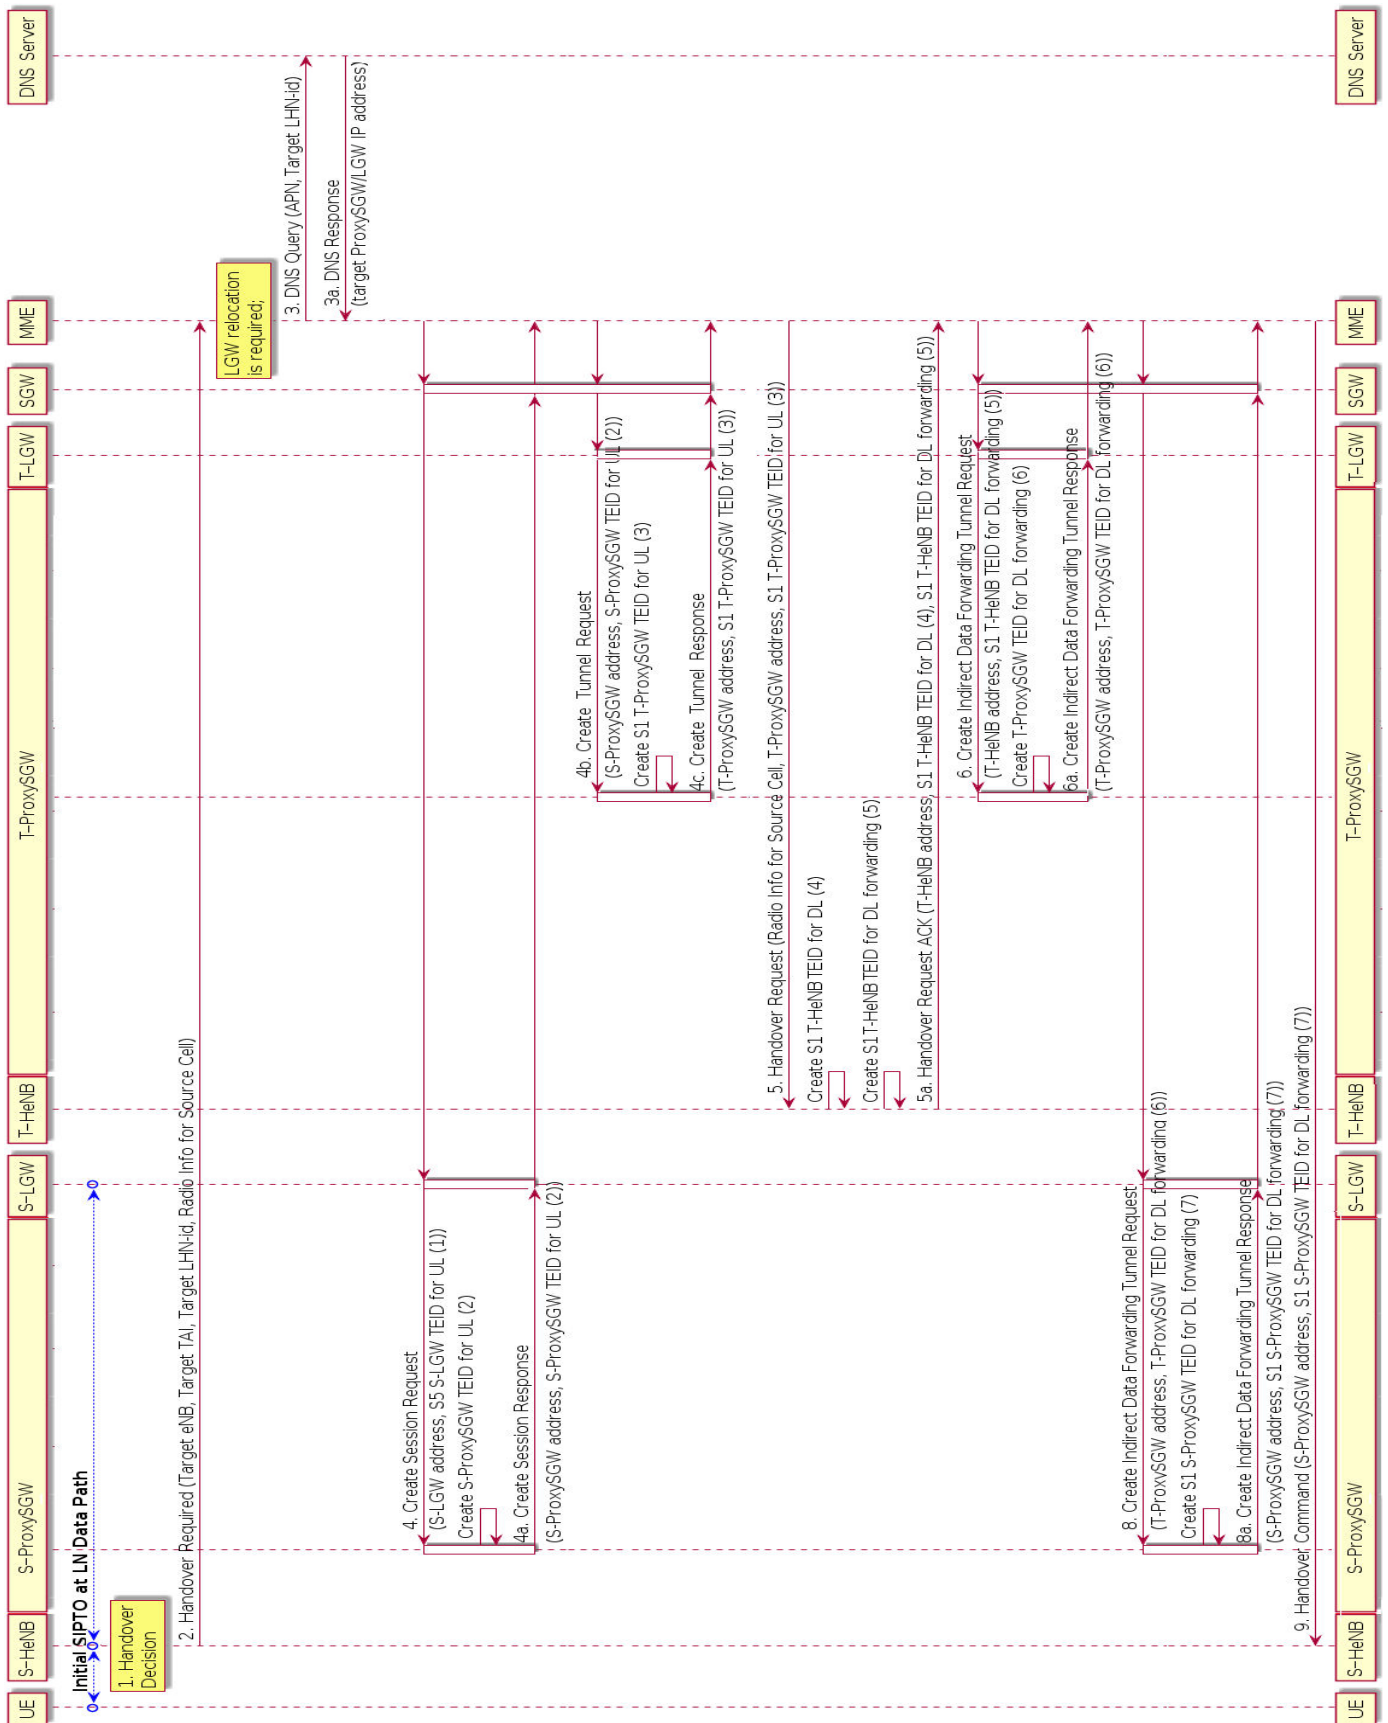 UE
S-HeNB
S-ProxySGW
S-LGW
T-HeNB
T-ProxySGW
T-LGW
SGW
MME
DNS Server
Initial SIPTO at LN Data Path
1. Handover
Decision
2. Handover Required (Target eNB, Target TAI, Target LHN-id, Radio Info for Source Cell)
LGW relocation
is required;
3. DNS Query (APN, Target LHN-id)
3a. DNS Response
(target ProxySGW/LGW IP address)
4. Create Session Request
(S-LGW address, S5 S-LGW TEID for UL (1))
Create S-ProxySGW TEID for UL (2)
4a. Create Session Response
(S-ProxySGW address, S-ProxySGW TEID for UL (2))
4b. Create Tunnel Request
(S-ProxySGW address, S-ProxySGW TEID for UL (2))
Create S1 T-ProxySGW TEID for UL (3)
4c. Create Tunnel Response
(T-ProxySGW address, S1 T-ProxySGW TEID for UL (3))
5. Handover Request (Radio Info for Source Cell, T-ProxySGW address, S1 T-ProxySGW TEID for UL (3))
Create S1 T-HeNB TEID for DL (4)
Create S1 T-HeNB TEID for DL forwarding (5)
5a. Handover Request ACK (T-HeNB address, S1 T-HeNB TEID for DL (4), S1 T-HeNB TEID for DL forwarding (5))
6. Create Indirect Data Forwarding Tunnel Request
(T-HeNB address, S1 T-HeNB TEID for DL forwarding (5))
Create T-ProxySGW TEID for DL forwarding (6)
6a. Create Indirect Data Forwarding Tunnel Response
(T-ProxySGW address, T-ProxySGW TEID for DL forwarding (6))
8. Create Indirect Data Forwarding Tunnel Request
(T-ProxySGW address, T-ProxySGW TEID for DL forwarding (6))
Create S1 S-ProxySGW TEID for DL forwarding (7)
8a. Create Indirect Data Forwarding Tunnel Response
(S-ProxySGW address, S1 S-ProxySGW TEID for DL forwarding (7))
9. Handover Command (S-ProxySGW address, S1 S-ProxySGW TEID for DL forwarding (7))
UE
S-HeNB
S-ProxySGW
S-LGW
T-HeNB
T-ProxySGW
T-LGW
SGW
MME
DNS Server